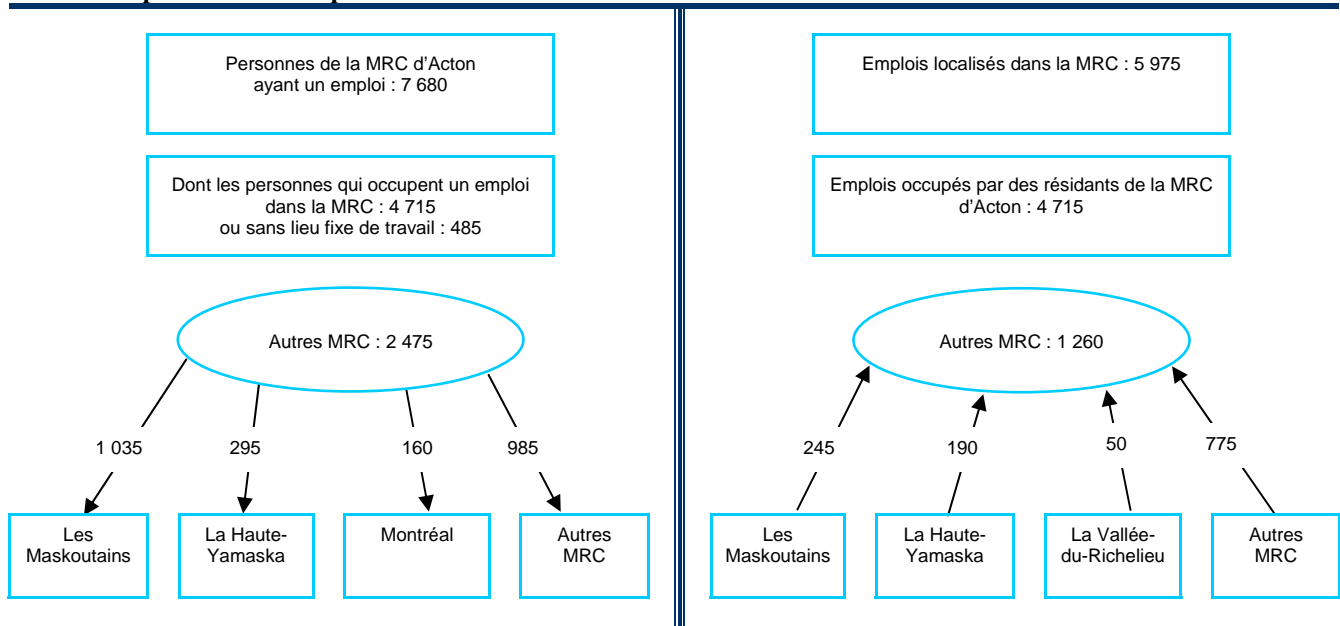 Personnes de la MRC d'Acton
ayant un emploi : 7 680
Dont les personnes qui occupent un emploi
dans la MRC : 4 715
ou sans lieu fixe de travail : 485
Autres MRC : 2 475
1 035
295
160
985
Les
Maskoutains
La Haute-
Yamaska
Montréal
Autres
MRC
Emplois localisés dans la MRC : 5 975
Emplois occupés par des résidants de la MRC
d'Acton : 4 715
Autres MRC : 1 260
245
190
50
775
Les
Maskoutains
La Haute-
Yamaska
La Vallée-
du-Richelieu
Autres
MRC